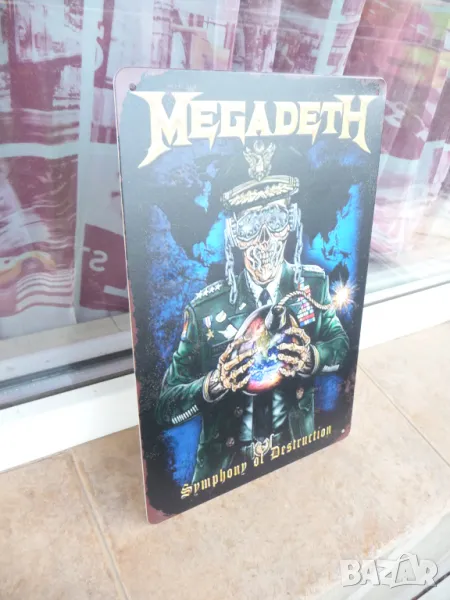 MEGADETH
Symphony of Destruction
BAZAR